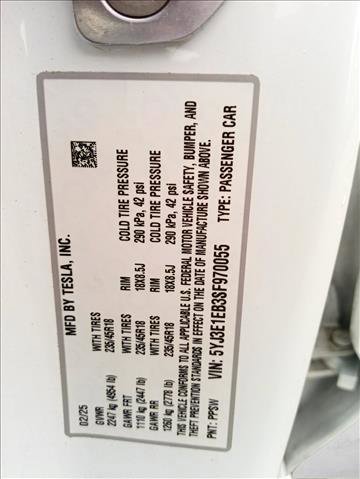 MFD BY TESLA, INC.
02/25
GVWR WITH TIRES
2247 kg (4954 lb) 235/45R18
GAWR FRT WITH TIRES RIM COLD TIRE PRESSURE
1110 kg (2447 lb) 235/45R18 18X8.5J 290 kPa, 42 psi
GAWR RR WITH TIRES RIM COLD TIRE PRESSURE
1260 kg (2778 lb) 235/45R18 18X8.5J 290 kPa, 42 psi
THIS VEHICLE CONFORMS TO ALL APPLICABLE U.S. FEDERAL MOTOR VEHICLE SAFETY, BUMPER, AND
THEFT PREVENTION STANDARDS IN EFFECT ON THE DATE OF MANUFACTURE SHOWN ABOVE.
VIN: 5YJ3E1EB3SF970055 TYPE: PASSENGER CAR
PNT: PPSW